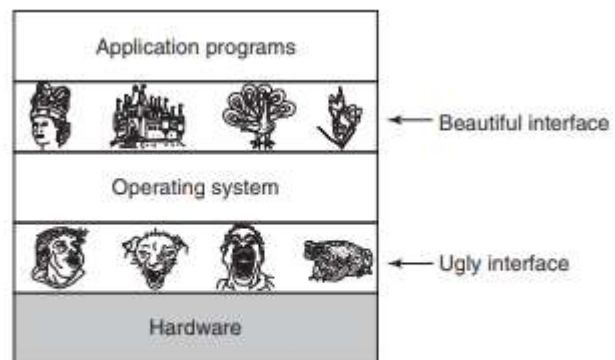 Application programs
Beautiful interface
Operating system
Ugly interface
Hardware